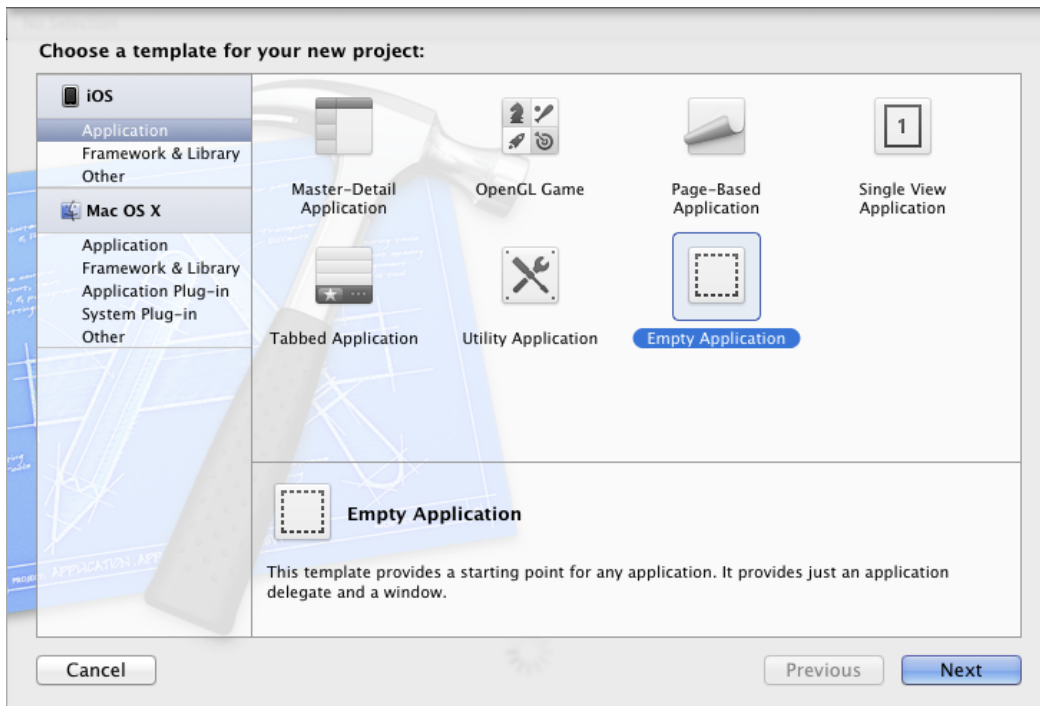 Choose a template for your new project:
iOS
Application
Framework & Library
Other
Mac OS X
Application
Framework & Library
Application Plug-in
System Plug-in
Other
Master-Detail
Application
OpenGL Game
Page-Based
Application
1
Single View
Application
Tabbed Application
Utility Application
Empty Application
Empty Application
This template provides a starting point for any application. It provides just an application
delegate and a window.
Cancel
Previous
Next